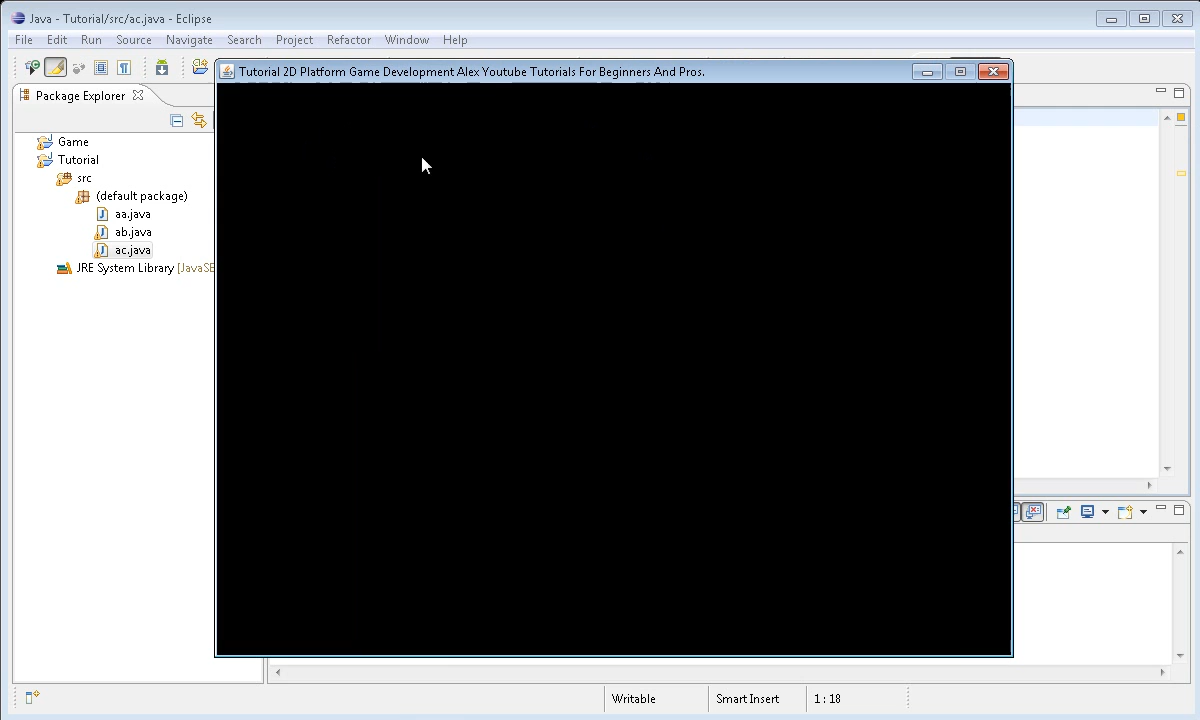 Java - Tutorial/src/ac.java - Eclipse
File Edit Run Source Navigate Search Project Refactor Window Help
Tutorial 2D Platform Game Development Alex Youtube Tutorials For Beginners And Pros.
Package Explorer
Game
Tutorial
src
(default package)
aa.java
ab.java
ac.java
JRE System Library [JavaSE
Writable Smart Insert 1 : 18